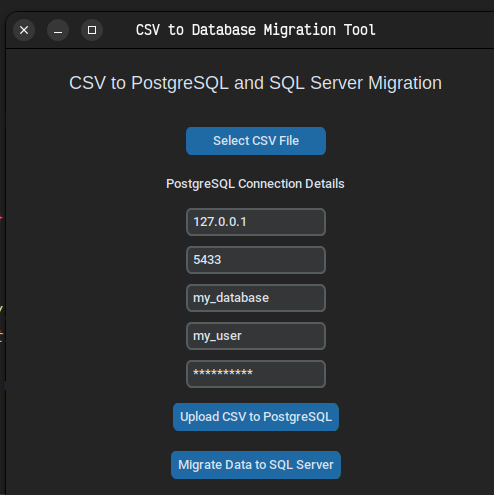 CSV to Database Migration Tool
CSV to PostgreSQL and SQL Server Migration
Select CSV File
PostgreSQL Connection Details
127.0.0.1
5433
my_database
my_user
**********
Upload CSV to PostgreSQL
Migrate Data to SQL Server